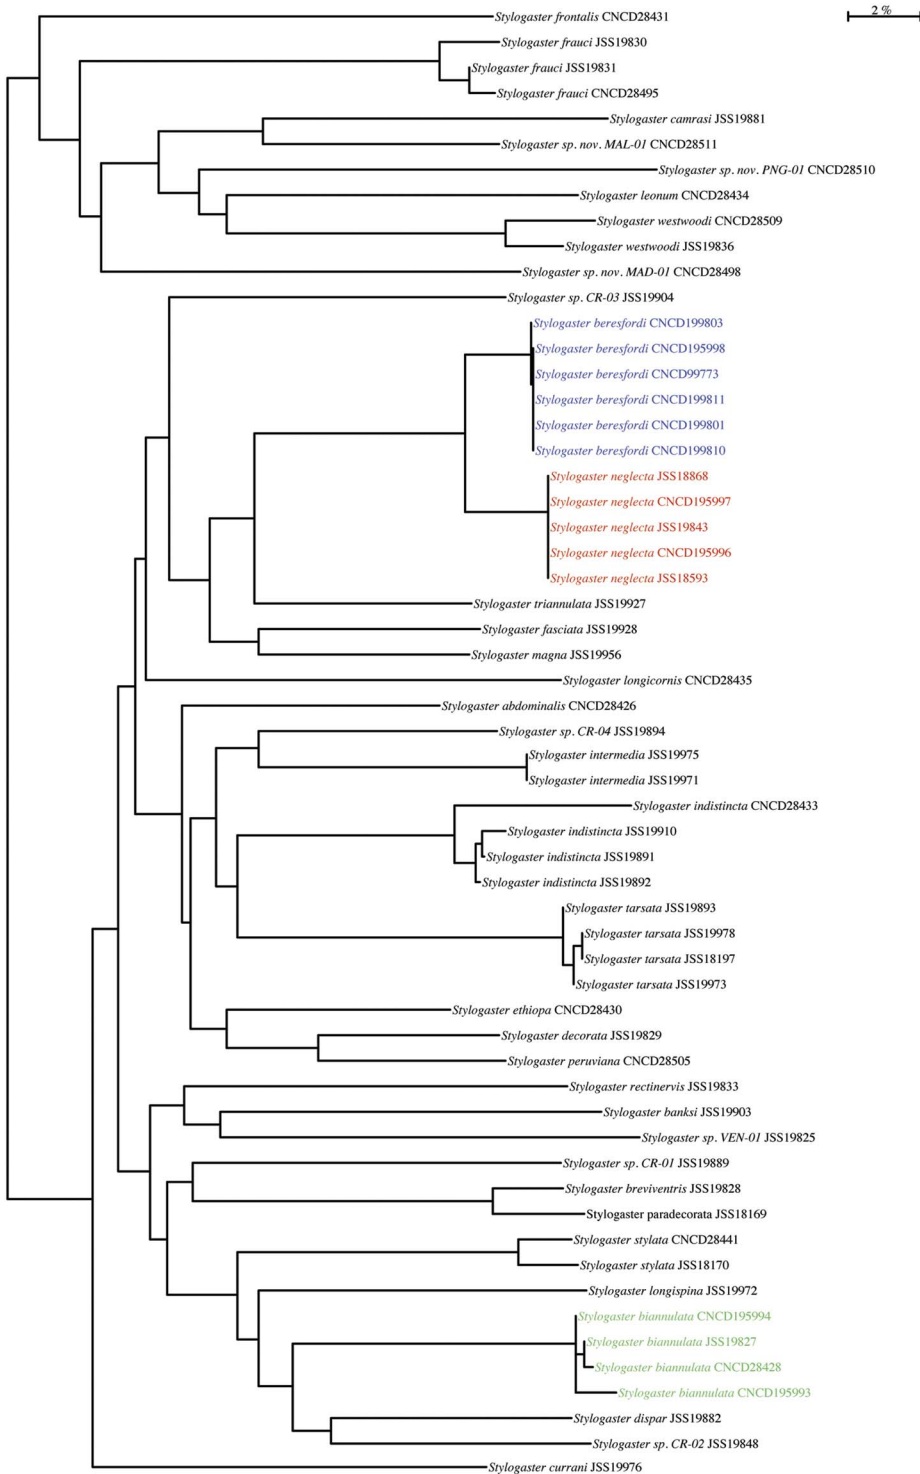 2 %
Stylogaster frontalis CNCD28431
Stylogaster frauci JSS19830
Stylogaster frauci JSS19831
Stylogaster frauci CNCD28495
Stylogaster camrasi JSS19881
Stylogaster sp. nov. MAL-01 CNCD28511
Stylogaster sp. nov. PNG-01 CNCD28510
Stylogaster leonum CNCD28434
Stylogaster westwoodi CNCD28509
Stylogaster westwoodi JSS19836
Stylogaster sp. nov. MAD-01 CNCD28498
Stylogaster sp. CR-03 JSS19904
Stylogaster beresfordi CNCD199803
Stylogaster beresfordi CNCD195998
Stylogaster beresfordi CNCD99773
Stylogaster beresfordi CNCD199811
Stylogaster beresfordi CNCD199801
Stylogaster beresfordi CNCD199810
Stylogaster neglecta JSS18868
Stylogaster neglecta CNCD195997
Stylogaster neglecta JSS19843
Stylogaster neglecta CNCD195996
Stylogaster neglecta JSS18593
Stylogaster triannulata JSS19927
Stylogaster fasciata JSS19928
Stylogaster magna JSS19956
Stylogaster longicornis CNCD28435
Stylogaster abdominalis CNCD28426
Stylogaster sp. CR-04 JSS19894
Stylogaster intermedia JSS19975
Stylogaster intermedia JSS19971
Stylogaster indistincta CNCD28433
Stylogaster indistincta JSS19910
Stylogaster indistincta JSS19891
Stylogaster indistincta JSS19892
Stylogaster tarsata JSS19893
Stylogaster tarsata JSS19978
Stylogaster tarsata JSS18197
Stylogaster tarsata JSS19973
Stylogaster ethiopa CNCD28430
Stylogaster decorata JSS19829
Stylogaster peruviana CNCD28505
Stylogaster rectinervis JSS19833
Stylogaster banksi JSS19903
Stylogaster sp. VEN-01 JSS19825
Stylogaster sp. CR-01 JSS19889
Stylogaster breviventris JSS19828
Stylogaster paradecorata JSS18169
Stylogaster stylata CNCD28441
Stylogaster stylata JSS18170
Stylogaster longispina JSS19972
Stylogaster biannulata CNCD195994
Stylogaster biannulata JSS19827
Stylogaster biannulata CNCD28428
Stylogaster biannulata CNCD195993
Stylogaster dispar JSS19882
Stylogaster sp. CR-02 JSS19848
Stylogaster currani JSS19976